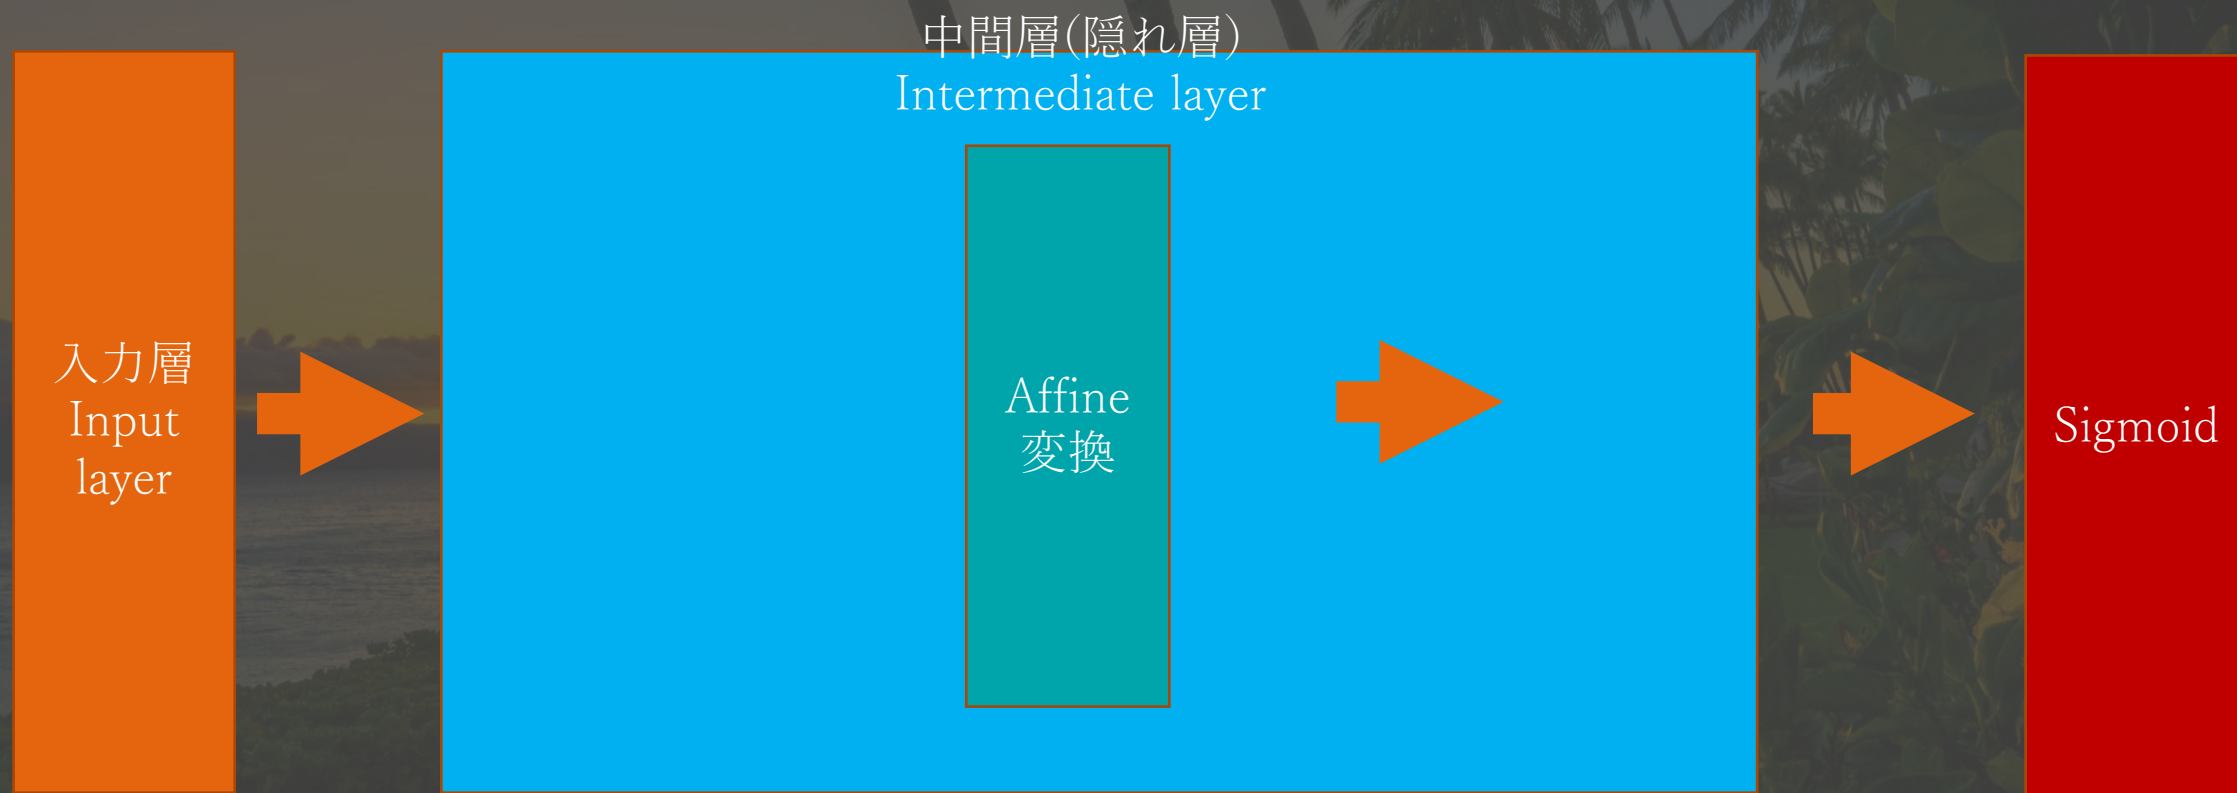 中間層(隠れ層)
Intermediate layer
入力層
Input
layer
Affine
変換
Sigmoid